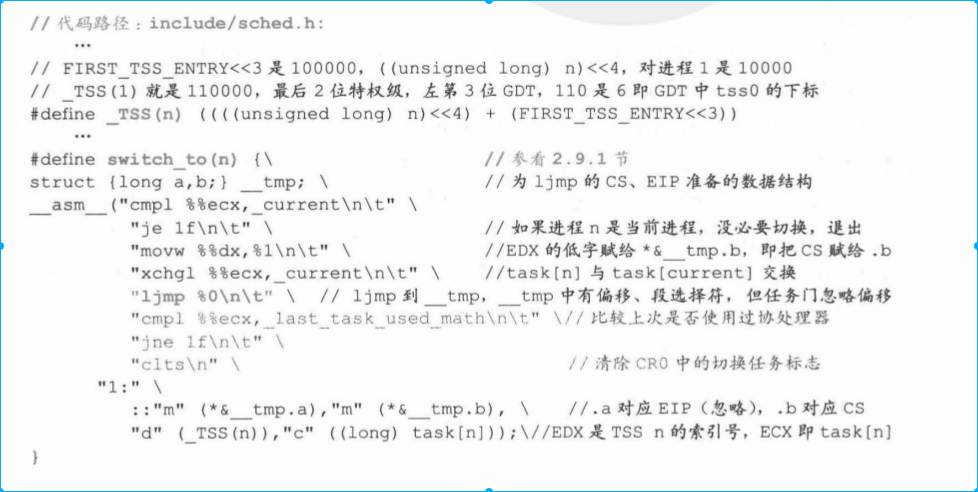 // 代码路径：include/sched.h:
…
// FIRST_TSS_ENTRY<<3 是 100000, ((unsigned long) n)<<4, 对进程 1 是 10000
// _TSS(1) 就是 110000, 最后 2 位特权级, 左第 3 位 GDT, 110 是 6 即 GDT 中 tss0 的下标
#define _TSS(n) ((((unsigned long) n)<<4) + (FIRST_TSS_ENTRY<<3))
…
#define switch_to(n) {\ // 参看 2.9.1 节
struct {long a,b;} __tmp; \ // 为 ljmp 的 CS、EIP 准备的数据结构
__asm__("cmpl %%ecx,_current\n\t" \
"je 1f\n\t" \ // 如果进程 n 是当前进程, 没必要切换, 退出
"movw %%dx,%1\n\t" \ //EDX 的低字赋给 *&__tmp.b, 即把 CS 赋给 .b
"xchgl %%ecx,_current\n\t" \ //task[n] 与 task[current] 交换
"ljmp %0\n\t" \ // ljmp 到 __tmp, __tmp 中有偏移、段选择符, 但任务门忽略偏移
"cmpl %%ecx,_last_task_used_math\n\t" \// 比较上次是否使用过协处理器
"jne 1f\n\t" \
"clts\n" \ // 清除 CR0 中的切换任务标志
"1:" \
::"m" (*&__tmp.a),"m" (*&__tmp.b), \ //.a 对应 EIP（忽略）, .b 对应 CS
"d" (_TSS(n)),"c" ((long) task[n]));\//EDX 是 TSS n 的索引号, ECX 即 task[n]
}